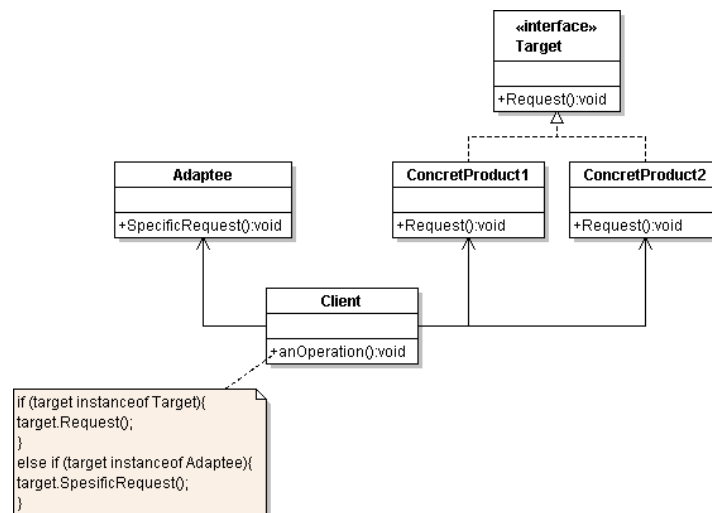 «interface»
Target
+Request():void
Adaptee
+SpecificRequest():void
ConcretProduct1
+Request():void
ConcretProduct2
+Request():void
Client
+anOperation():void
if (target instanceof Target){
target.Request();
}
else if (target instanceof Adaptee){
target.SpesificRequest();
}